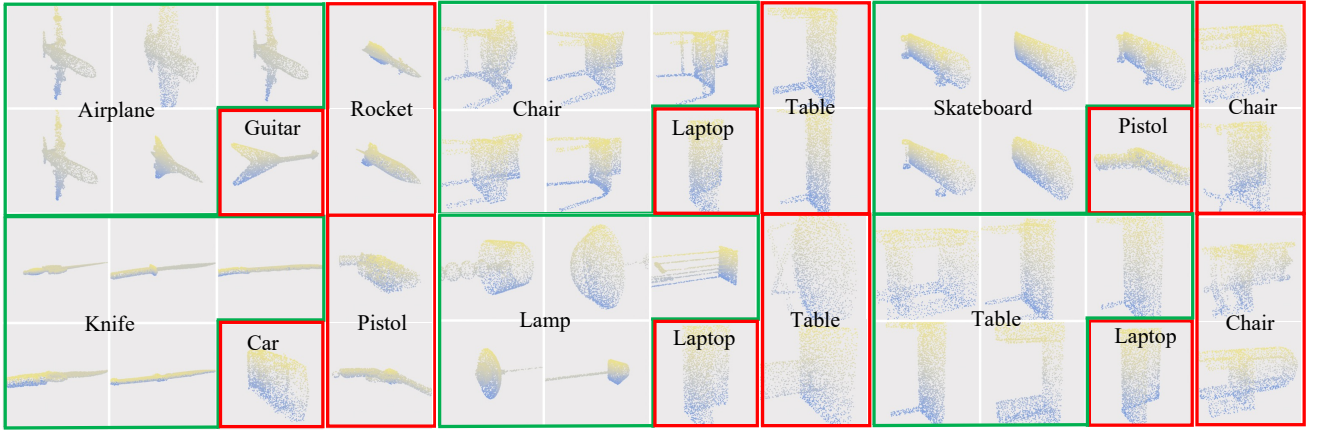 Airplane
Guitar
Rocket
Chair
Laptop
Table
Skateboard
Pistol
Chair
Knife
Car
Pistol
Lamp
Laptop
Table
Table
Laptop
Chair